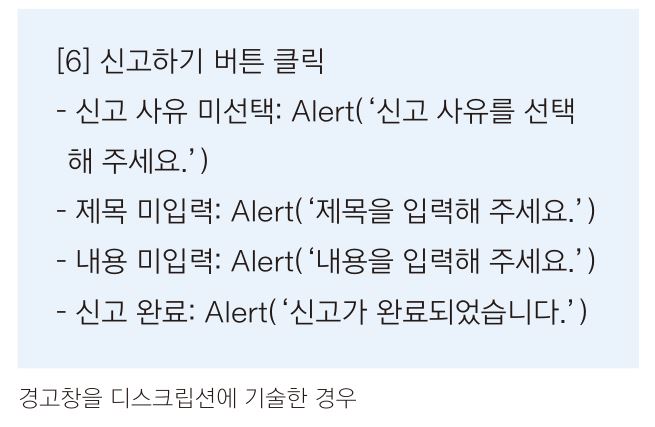 [6] 신고하기 버튼 클릭
- 신고 사유 미선택: Alert(‘신고 사유를 선택
해 주세요.’)
- 제목 미입력: Alert(‘제목을 입력해 주세요.’)
- 내용 미입력: Alert(‘내용을 입력해 주세요.’)
- 신고 완료: Alert(‘신고가 완료되었습니다.’)
경고창을 디스크립션에 기술한 경우